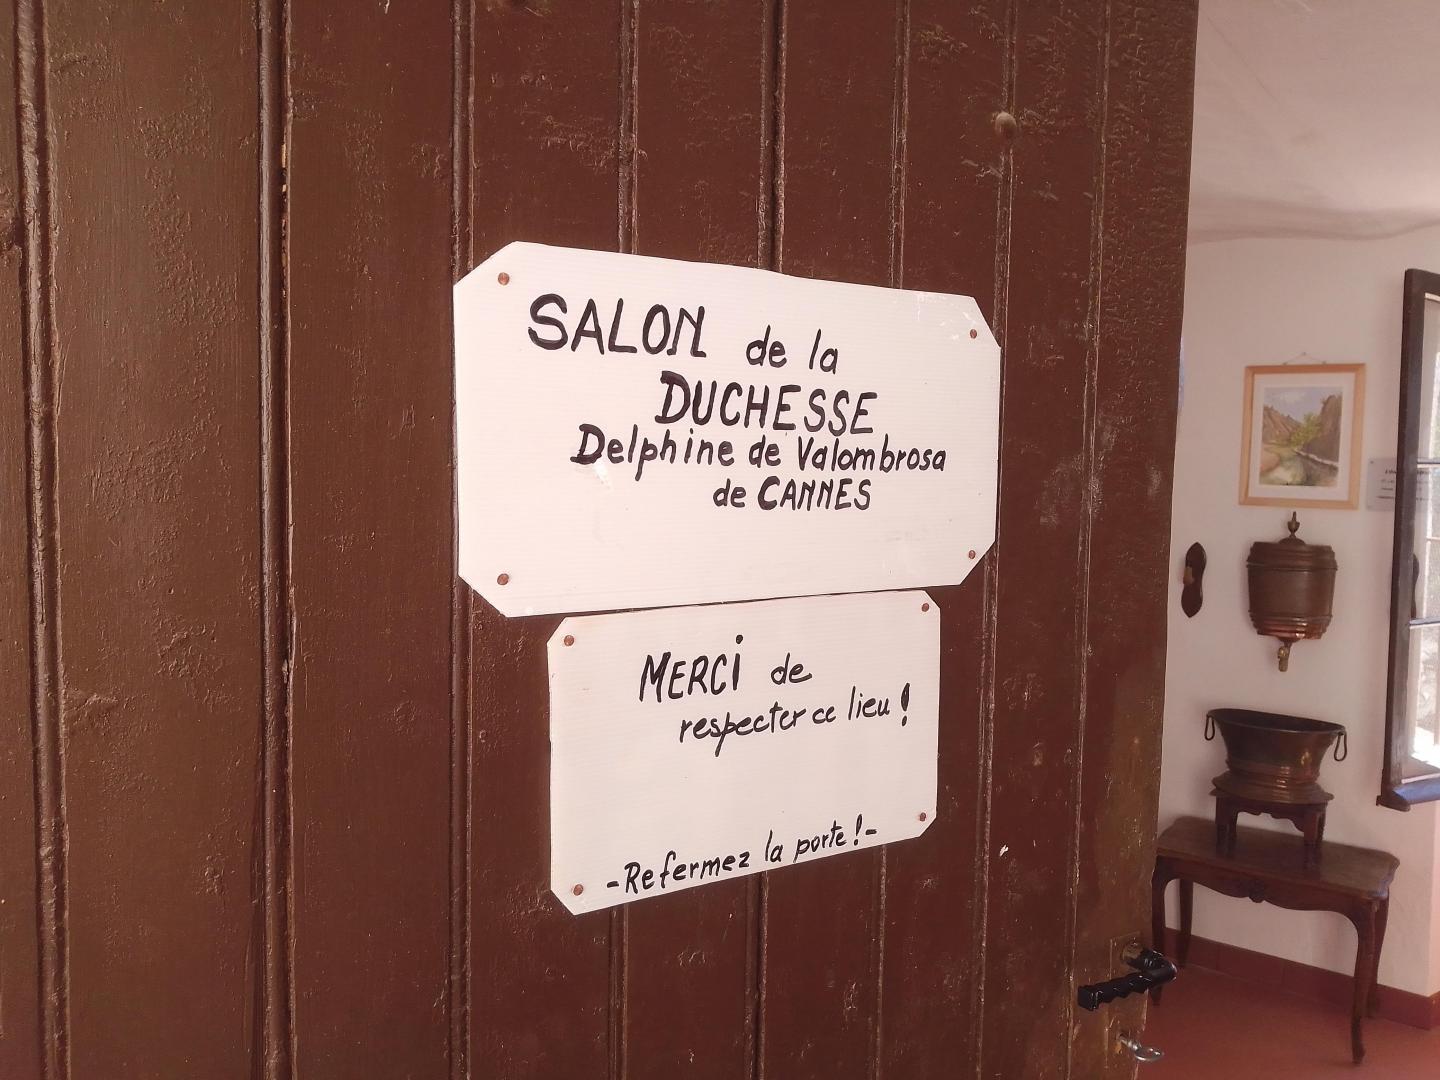 SALON de la
DUCHESSE
Delphine de Valombrosa
de CANNES
MERCI de
respecter ce lieu !
- Refermez la porte ! -